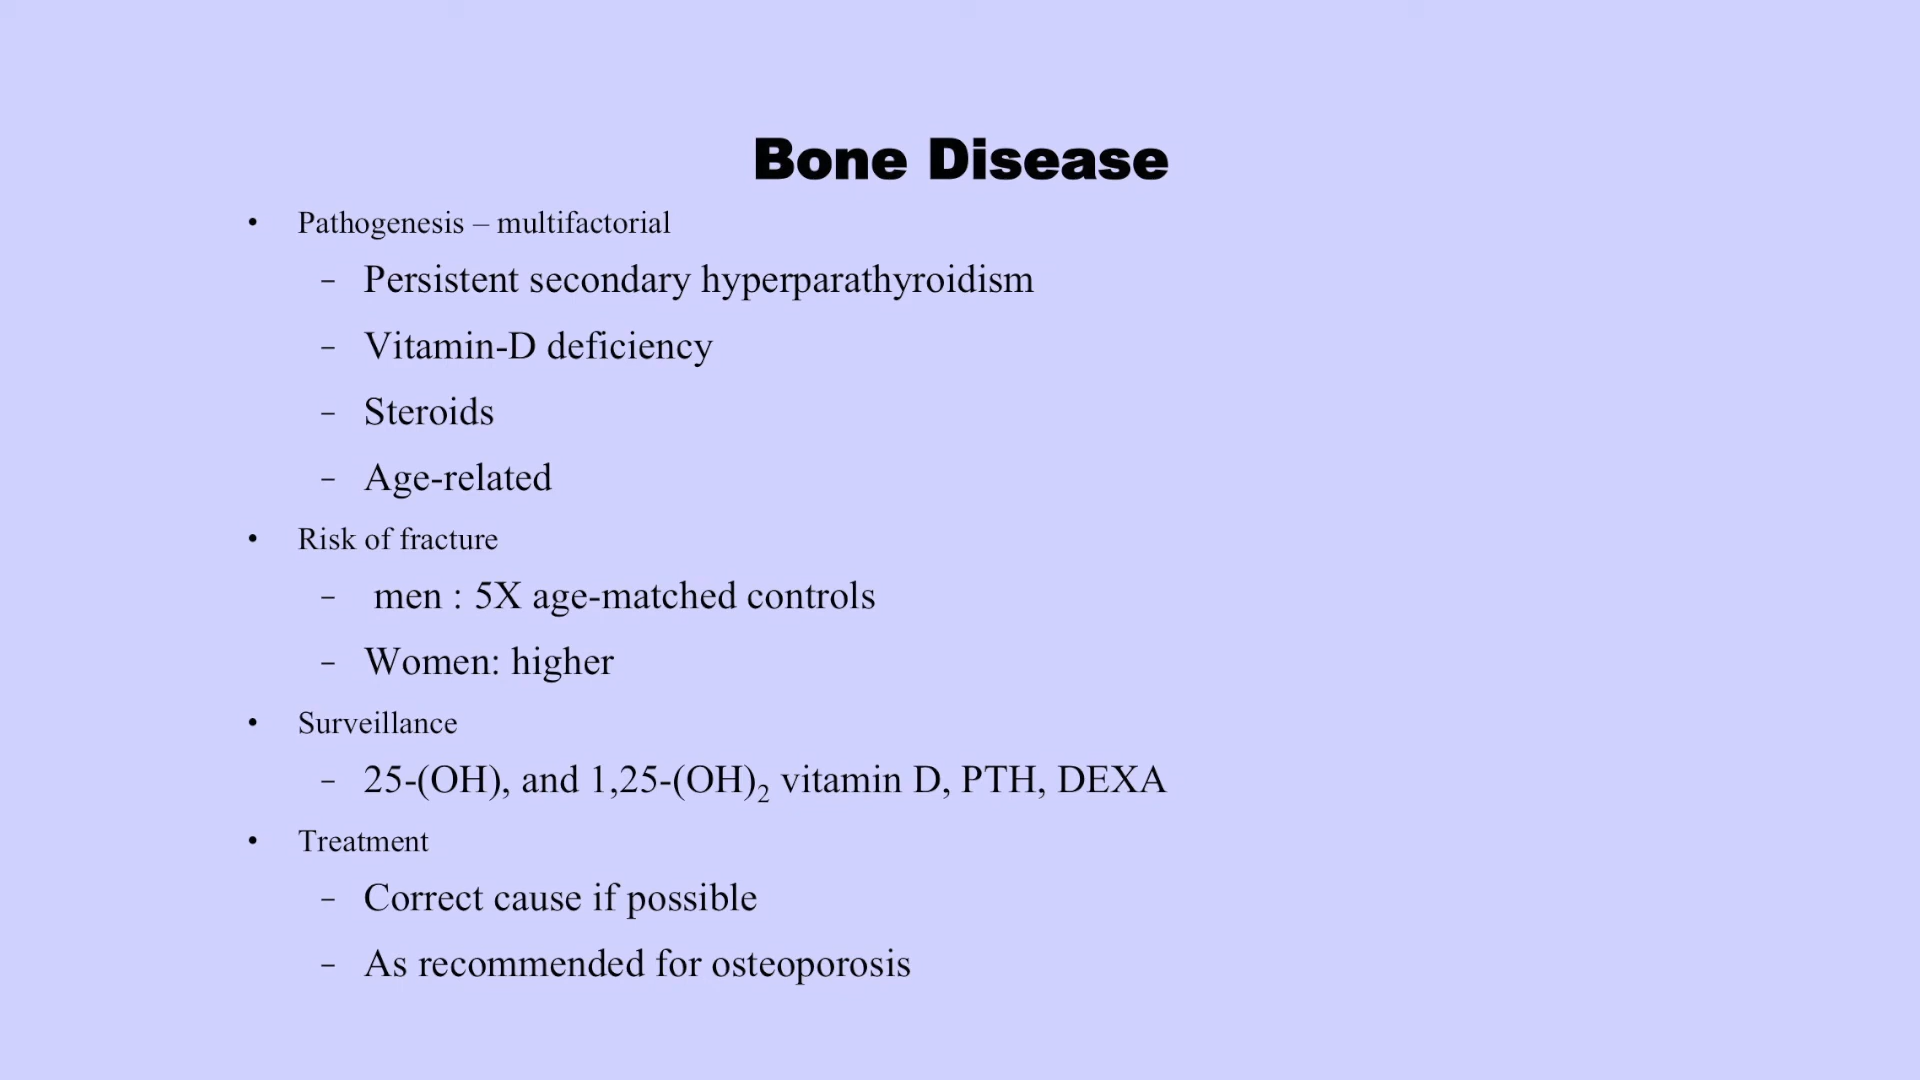 Bone Disease
• Pathogenesis – multifactorial
– Persistent secondary hyperparathyroidism
– Vitamin-D deficiency
– Steroids
– Age-related
• Risk of fracture
– men : 5X age-matched controls
– Women: higher
• Surveillance
– 25-(OH), and 1,25-(OH)₂ vitamin D, PTH, DEXA
• Treatment
– Correct cause if possible
– As recommended for osteoporosis